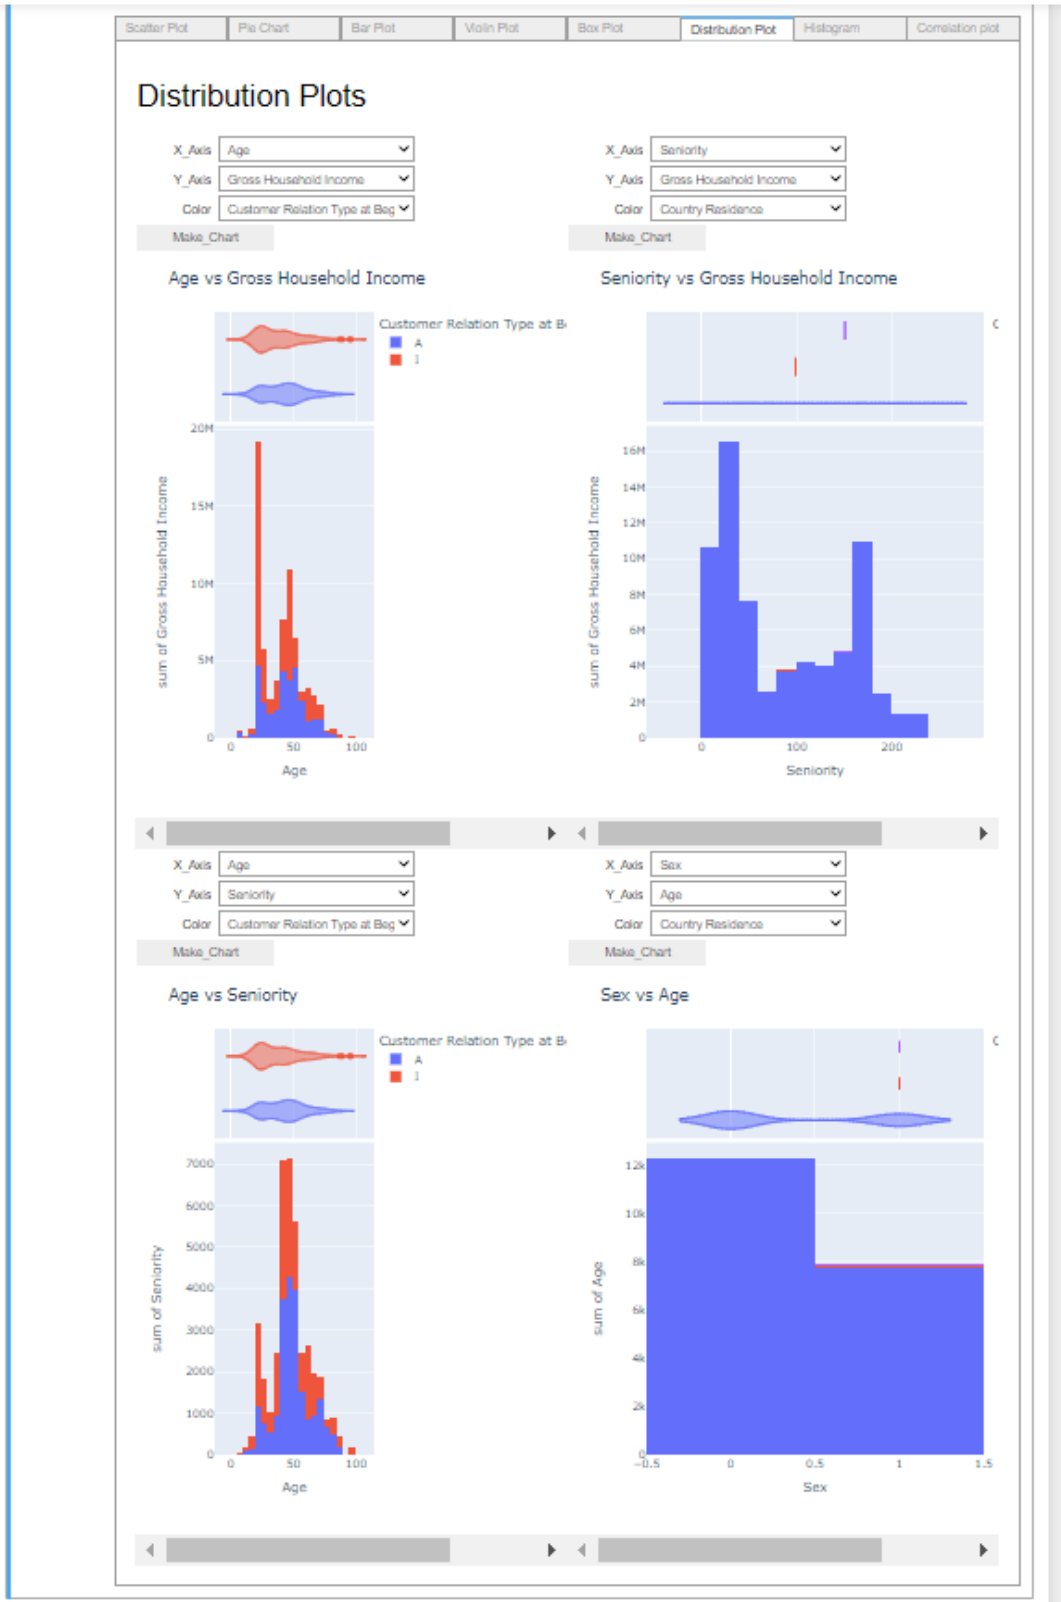 Scatter Plot Pie Chart Bar Plot Violin Plot Box Plot Distribution Plot Histogram Correlation plot
Distribution Plots
X_Axis Age
Y_Axis Gross Household Income
Color Customer Relation Type at Beg
Make_Chart
Age vs Gross Household Income
Customer Relation Type at B
A
I
20M
15M
10M
5M
0
sum of Gross Household Income
0 50 100
Age
X_Axis Seniority
Y_Axis Gross Household Income
Color Country Residence
Make_Chart
Seniority vs Gross Household Income
C
16M
14M
12M
10M
8M
6M
4M
2M
0
sum of Gross Household Income
0 100 200
Seniority
X_Axis Age
Y_Axis Seniority
Color Customer Relation Type at Beg
Make_Chart
Age vs Seniority
Customer Relation Type at B
A
I
7000
6000
5000
4000
3000
2000
1000
0
sum of Seniority
0 50 100
Age
X_Axis Sex
Y_Axis Age
Color Country Residence
Make_Chart
Sex vs Age
C
12k
10k
8k
6k
4k
2k
0
sum of Age
−0.5 0 0.5 1 1.5
Sex